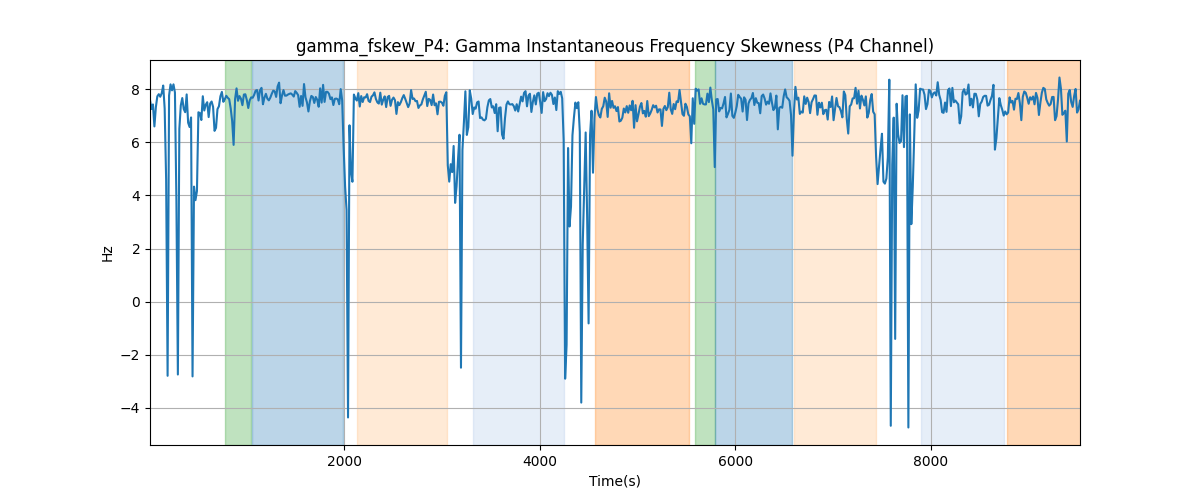 gamma_fskew_P4: Gamma Instantaneous Frequency Skewness (P4 Channel)
8
6
4
2
0
−2
−4
Hz
2000 4000 6000 8000
Time(s)